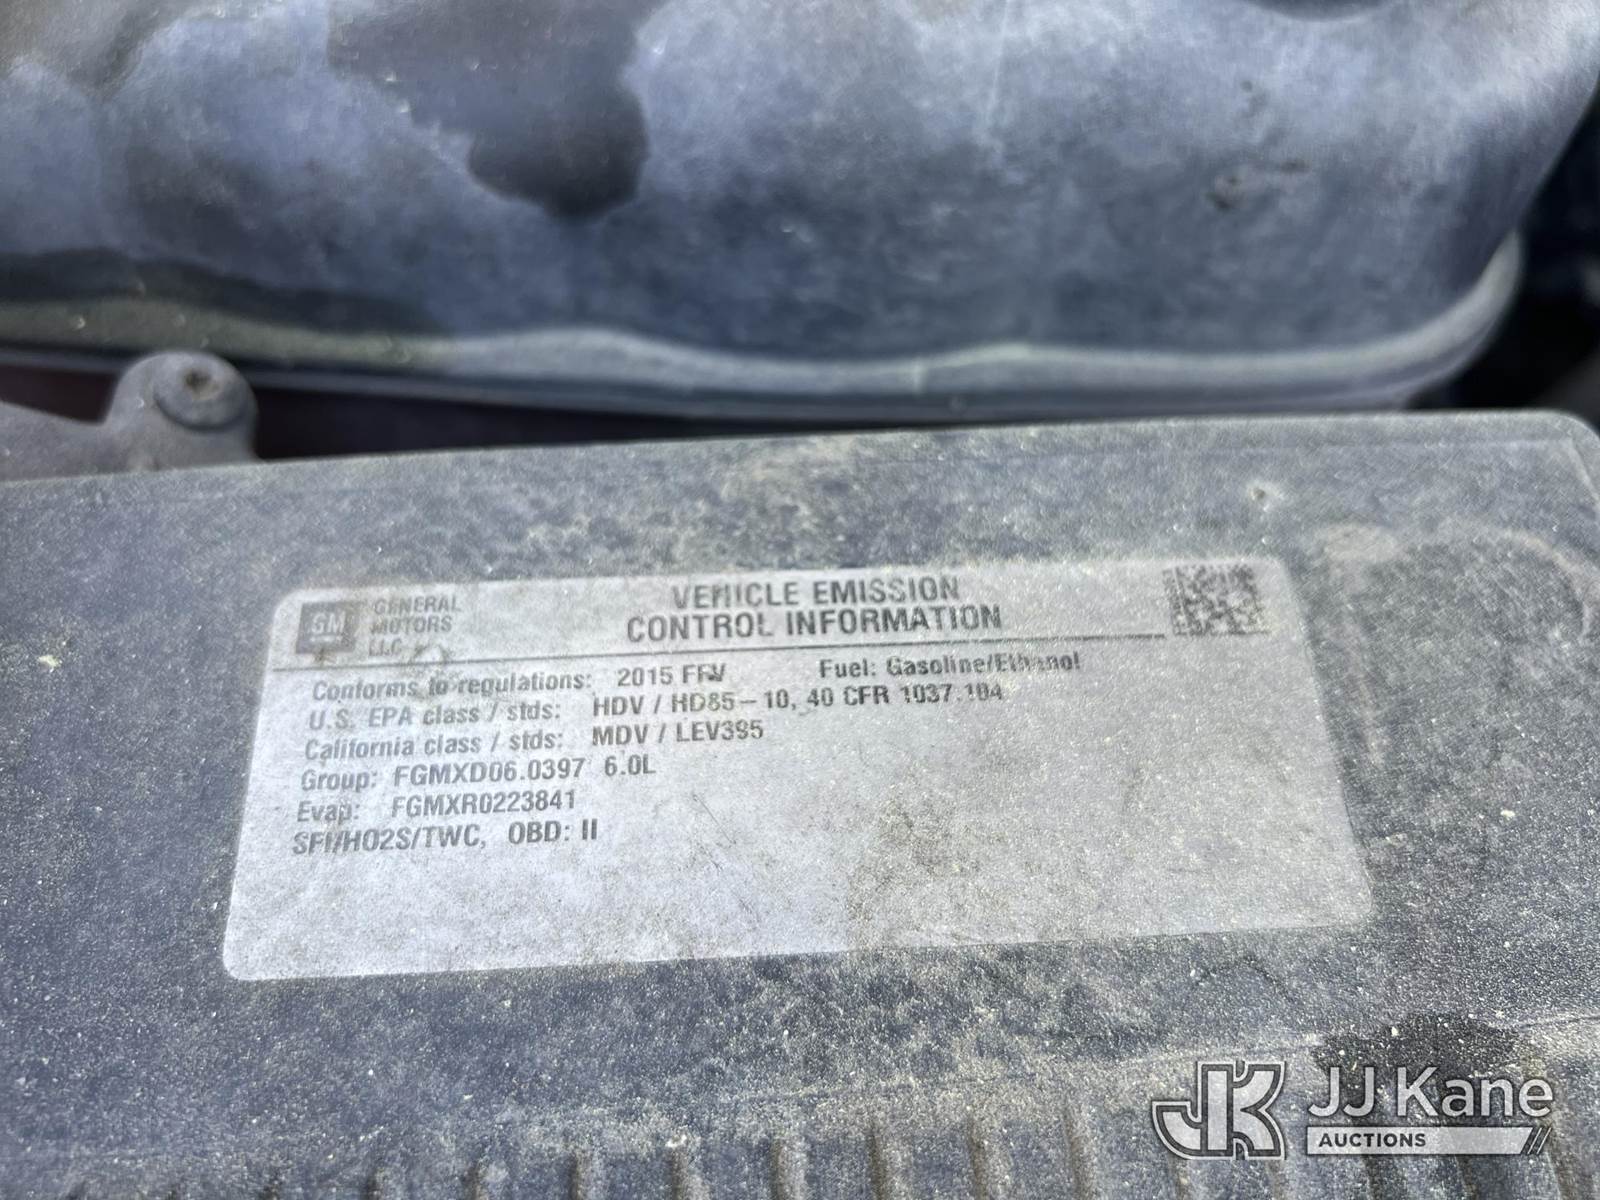 GM GENERAL MOTORS LLC
VEHICLE EMISSION
CONTROL INFORMATION
Conforms to regulations: 2015 FFV Fuel: Gasoline/Ethanol
U.S. EPA class / stds: HDV / HD85-10, 40 CFR 1037.104
California class / stds: MDV / LEV395
Group: FGMXD06.0397 6.0L
Evap: FGMXR0223841
SFI/HO2S/TWC, OBD: II
JK JJ Kane
AUCTIONS